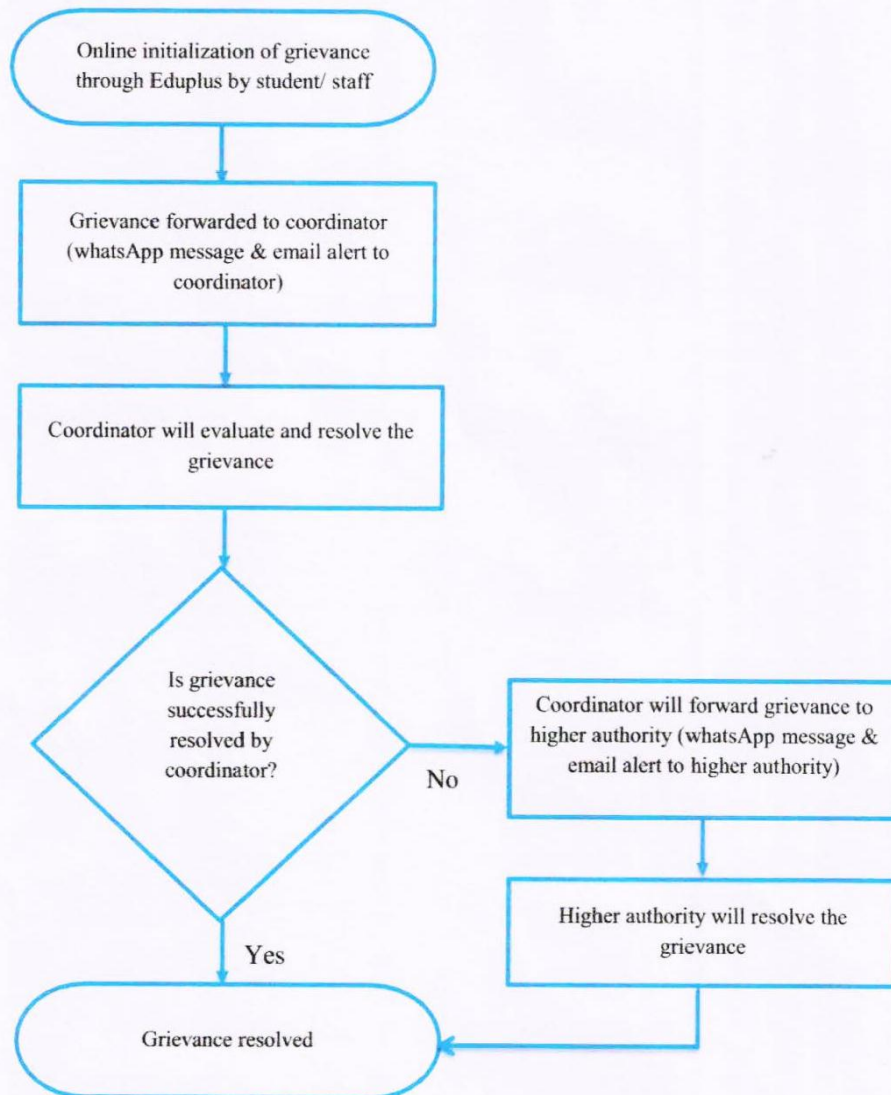 Online initialization of grievance
through Eduplus by student/ staff
Grievance forwarded to coordinator
(whatsApp message & email alert to
coordinator)
Coordinator will evaluate and resolve the
grievance
Is grievance
successfully
resolved by
coordinator?
No
Coordinator will forward grievance to
higher authority (whatsApp message &
email alert to higher authority)
Higher authority will resolve the
grievance
Yes
Grievance resolved